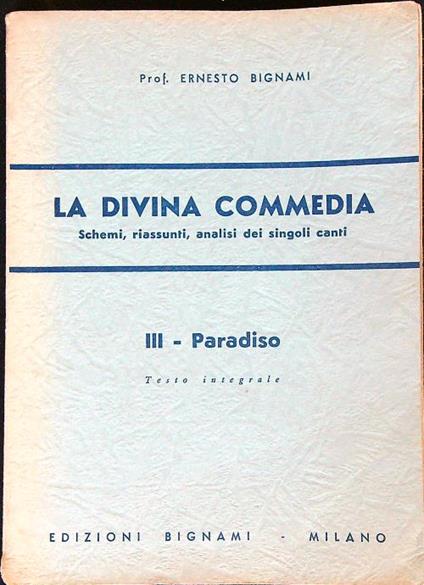 Prof. ERNESTO BIGNAMI
LA DIVINA COMMEDIA
Schemi, riassunti, analisi dei singoli canti
III - Paradiso
Testo integrale
EDIZIONI BIGNAMI - MILANO